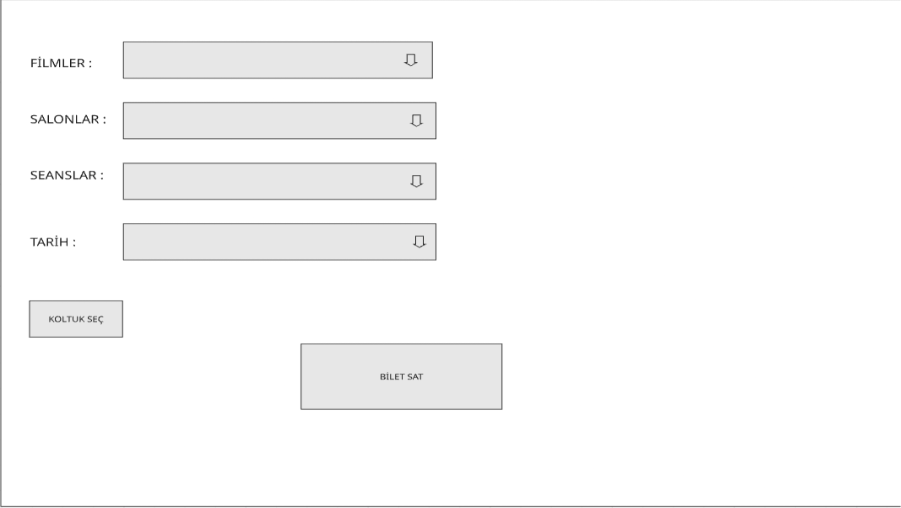 FİLMLER :
SALONLAR :
SEANSLAR :
TARİH :
KOLTUK SEÇ
BİLET SAT